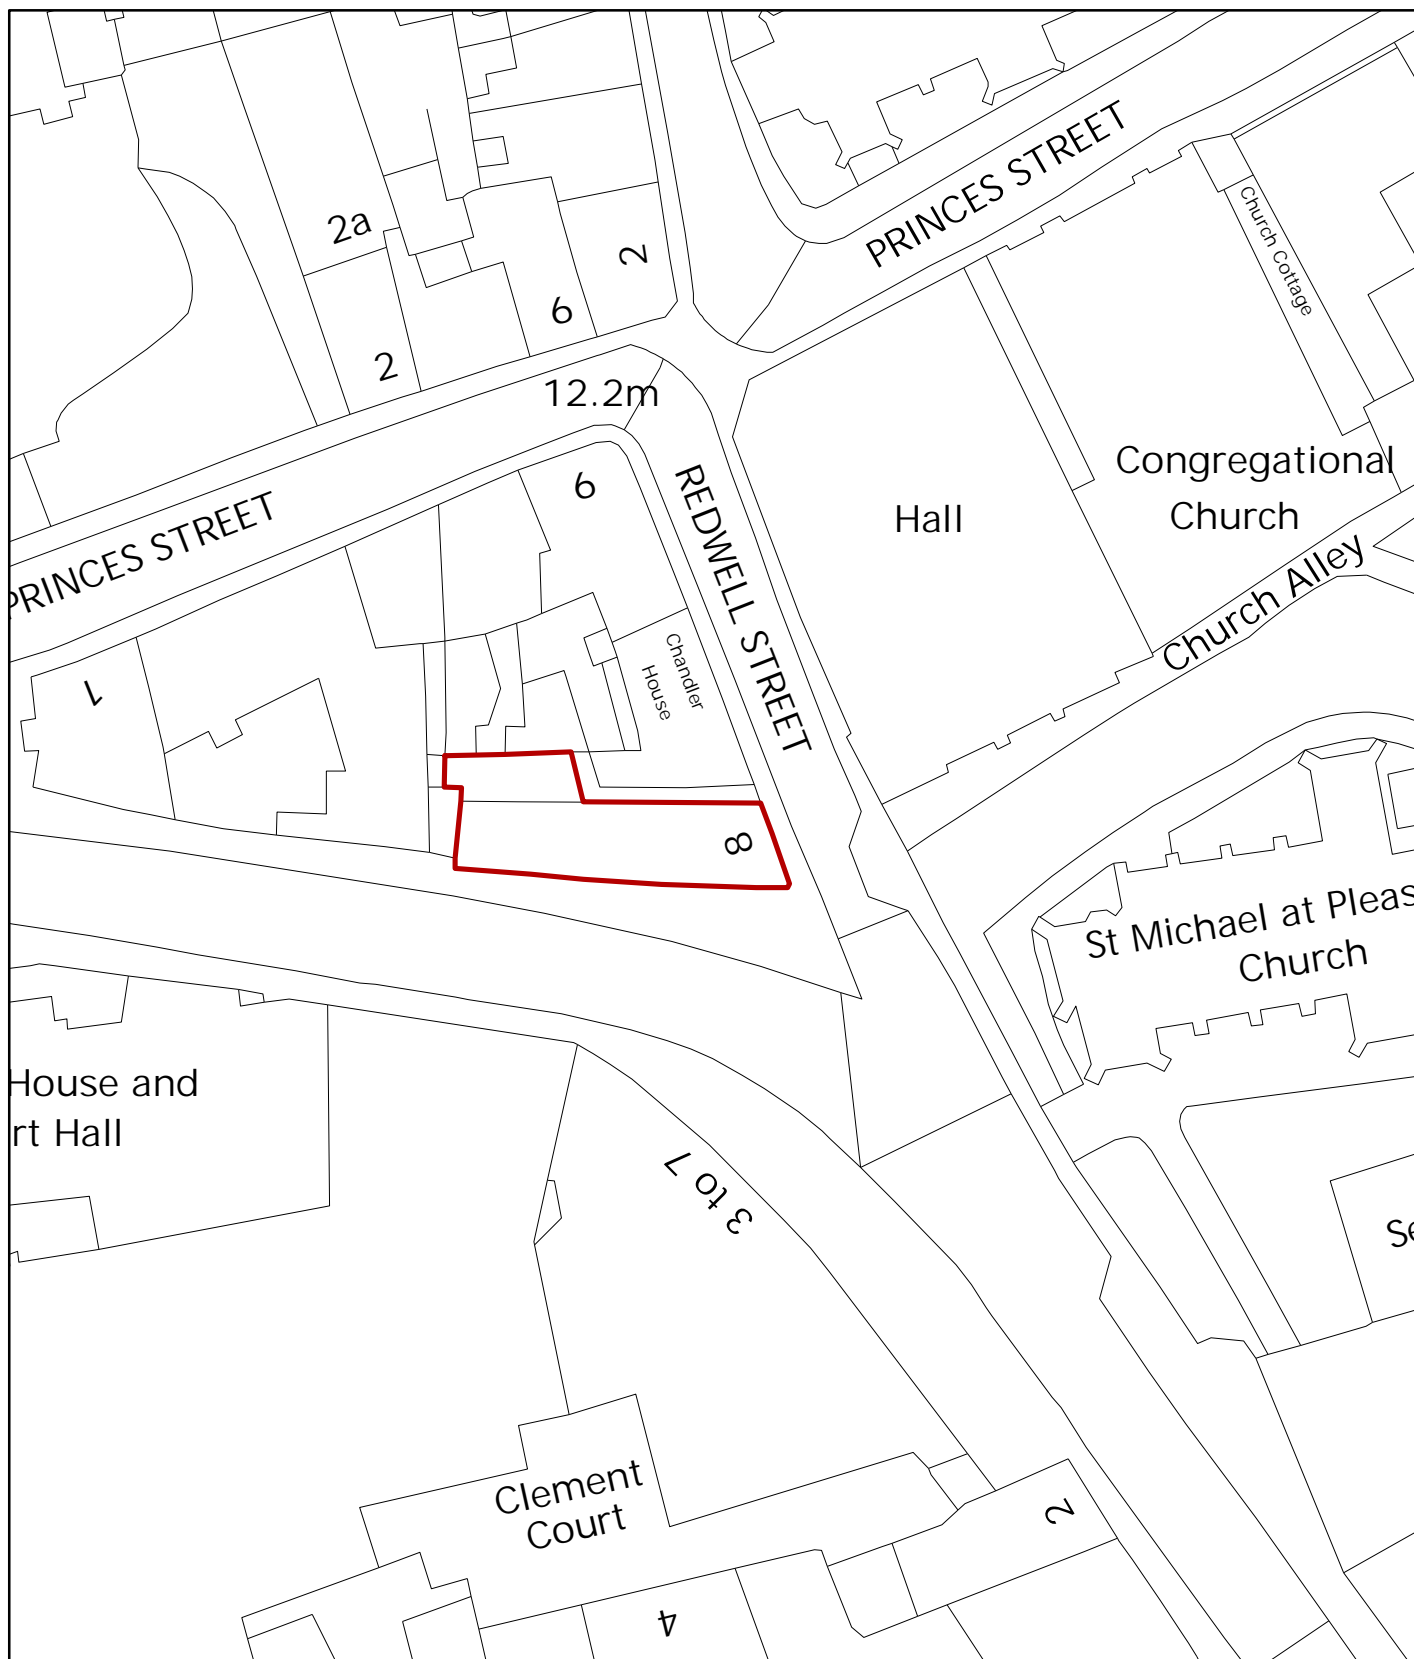 2a
2
6
2
12.2m
PRINCES STREET
Church Cottage
Congregational
Church
Hall
Church Alley
PRINCES STREET
6
REDWELL STREET
Chandler
House
1
8
St Michael at Pleas
Church
House and
rt Hall
3 to 7
Se
Clement
Court
2
4